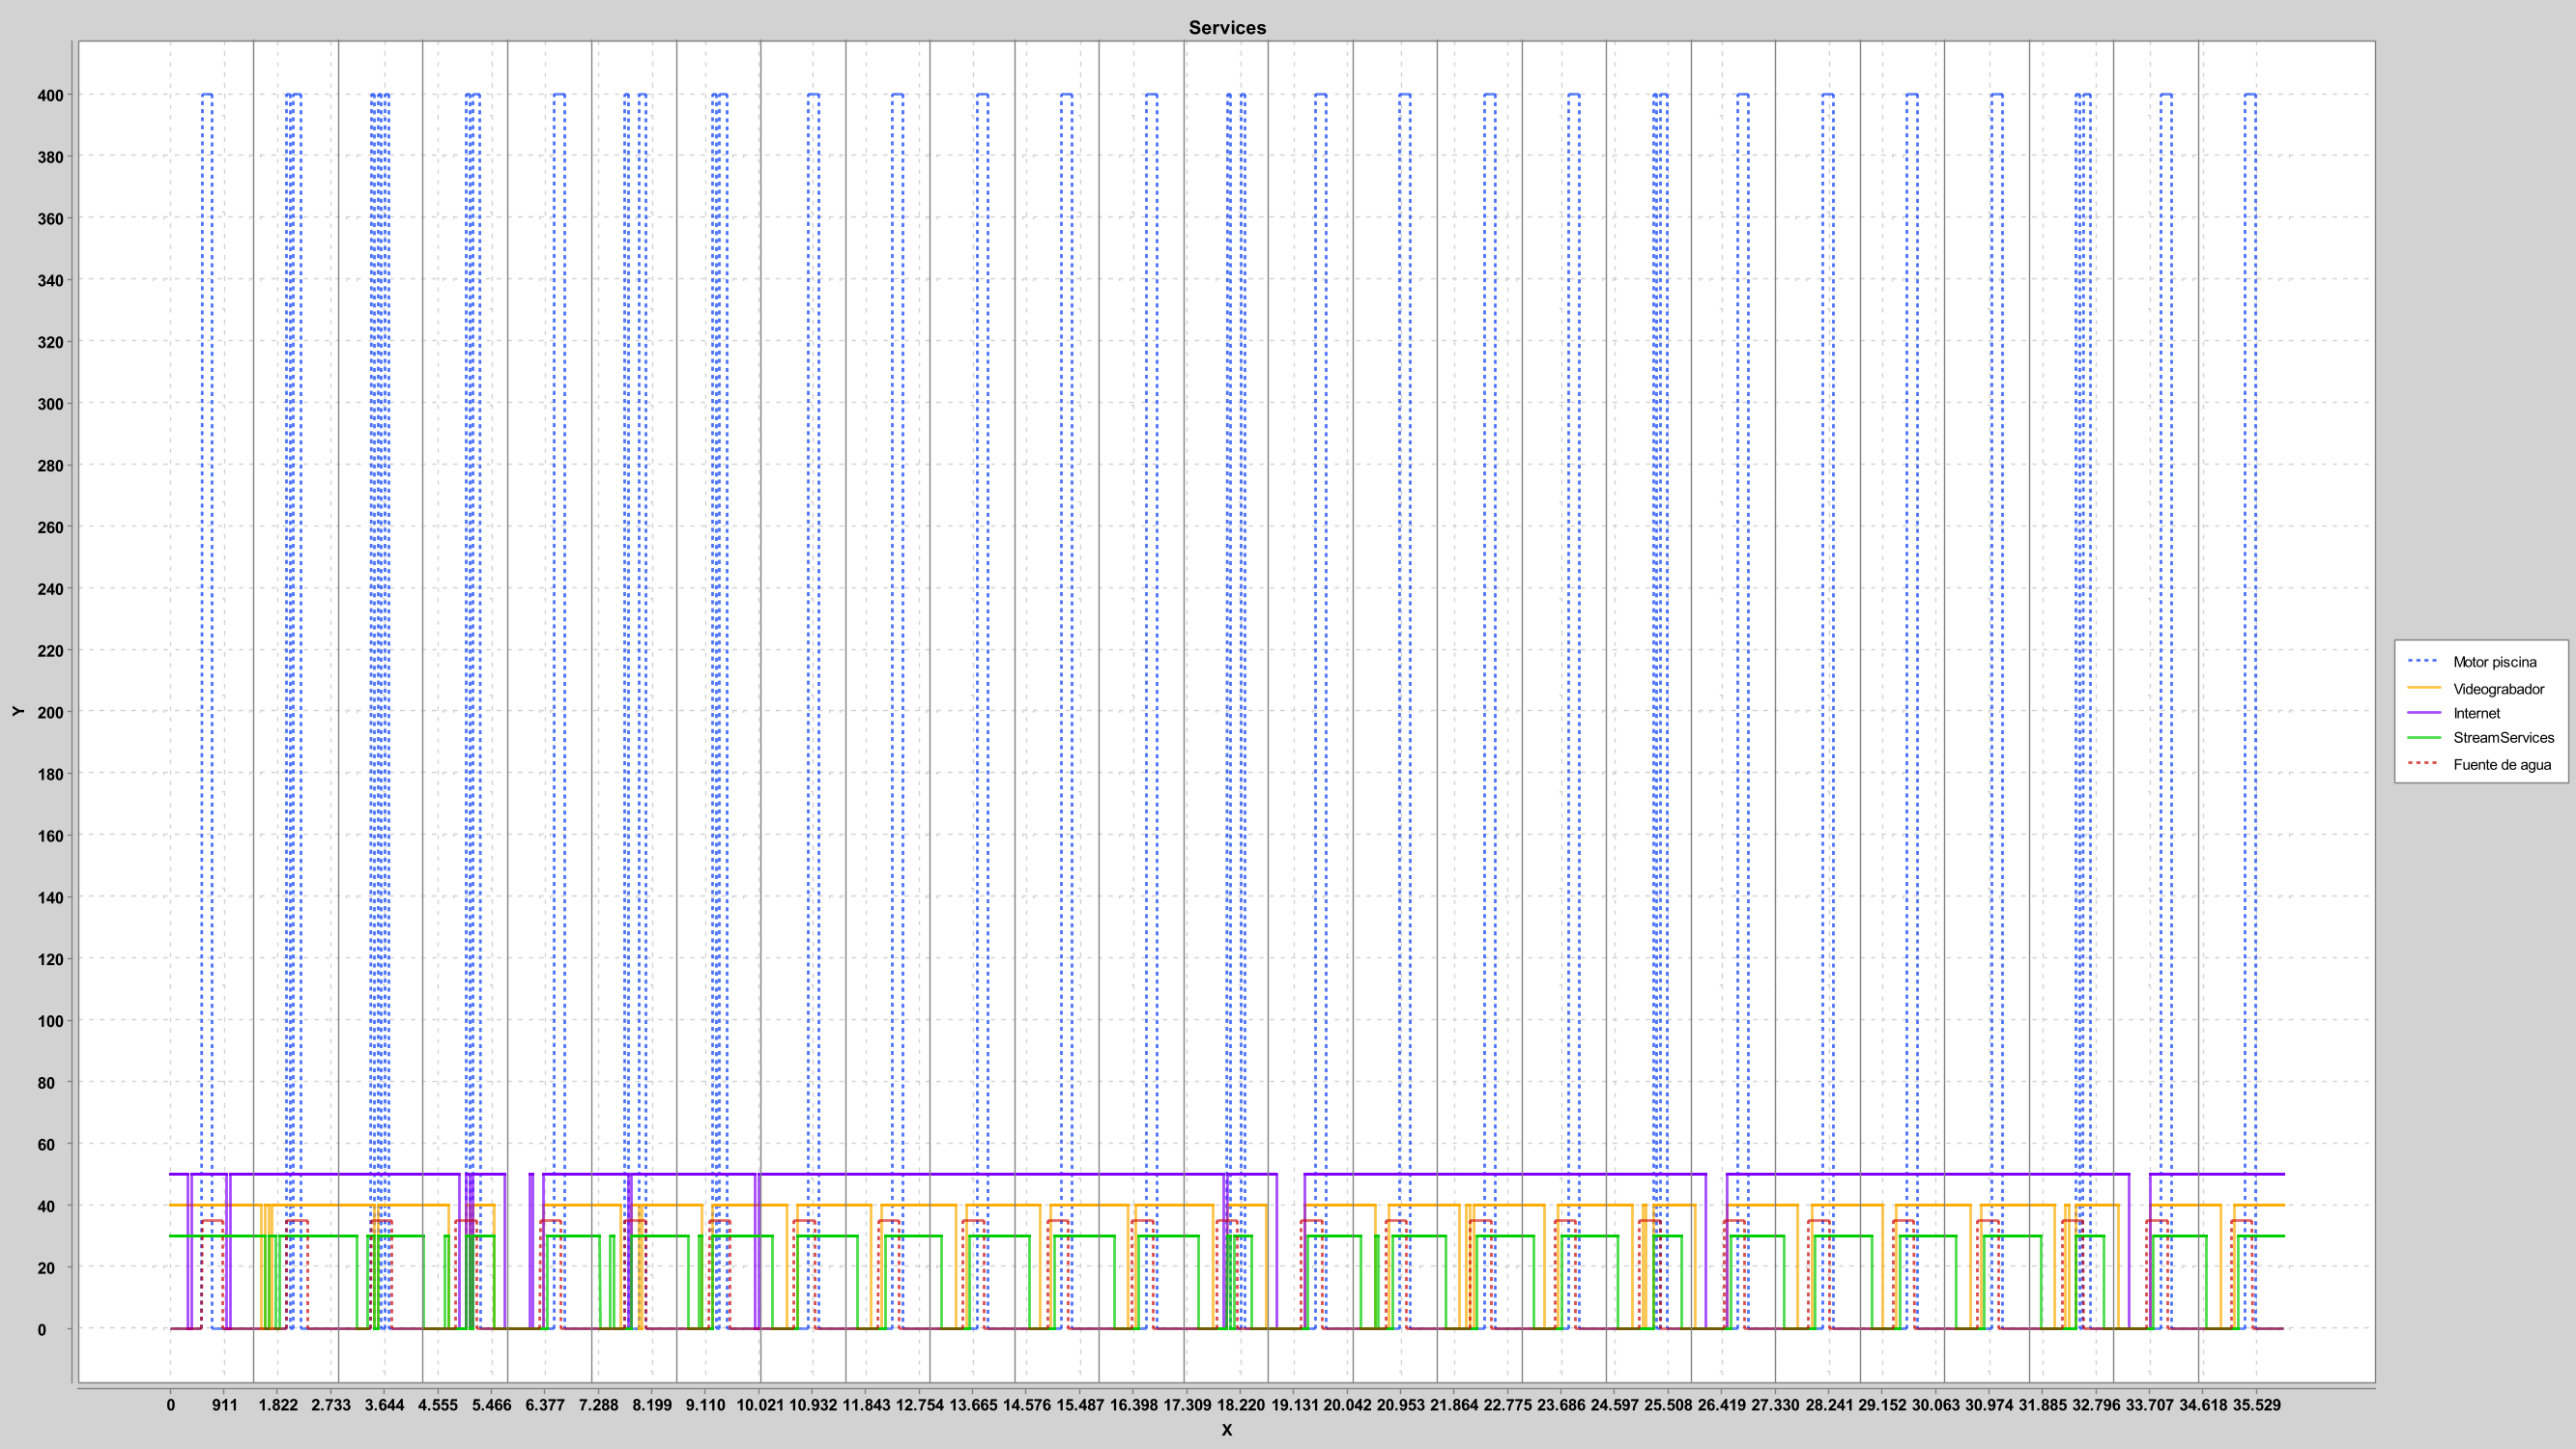 Services
400
380
360
340
320
300
280
260
240
220
200
180
160
140
120
100
80
60
40
20
0
Y
0 911 1.822 2.733 3.644 4.555 5.466 6.377 7.288 8.199 9.110 10.021 10.932 11.843 12.754 13.665 14.576 15.487 16.398 17.309 18.220 19.131 20.042 20.953 21.864 22.775 23.686 24.597 25.508 26.419 27.330 28.241 29.152 30.063 30.974 31.885 32.796 33.707 34.618 35.529
X
Motor piscina
Videograbador
Internet
StreamServices
Fuente de agua